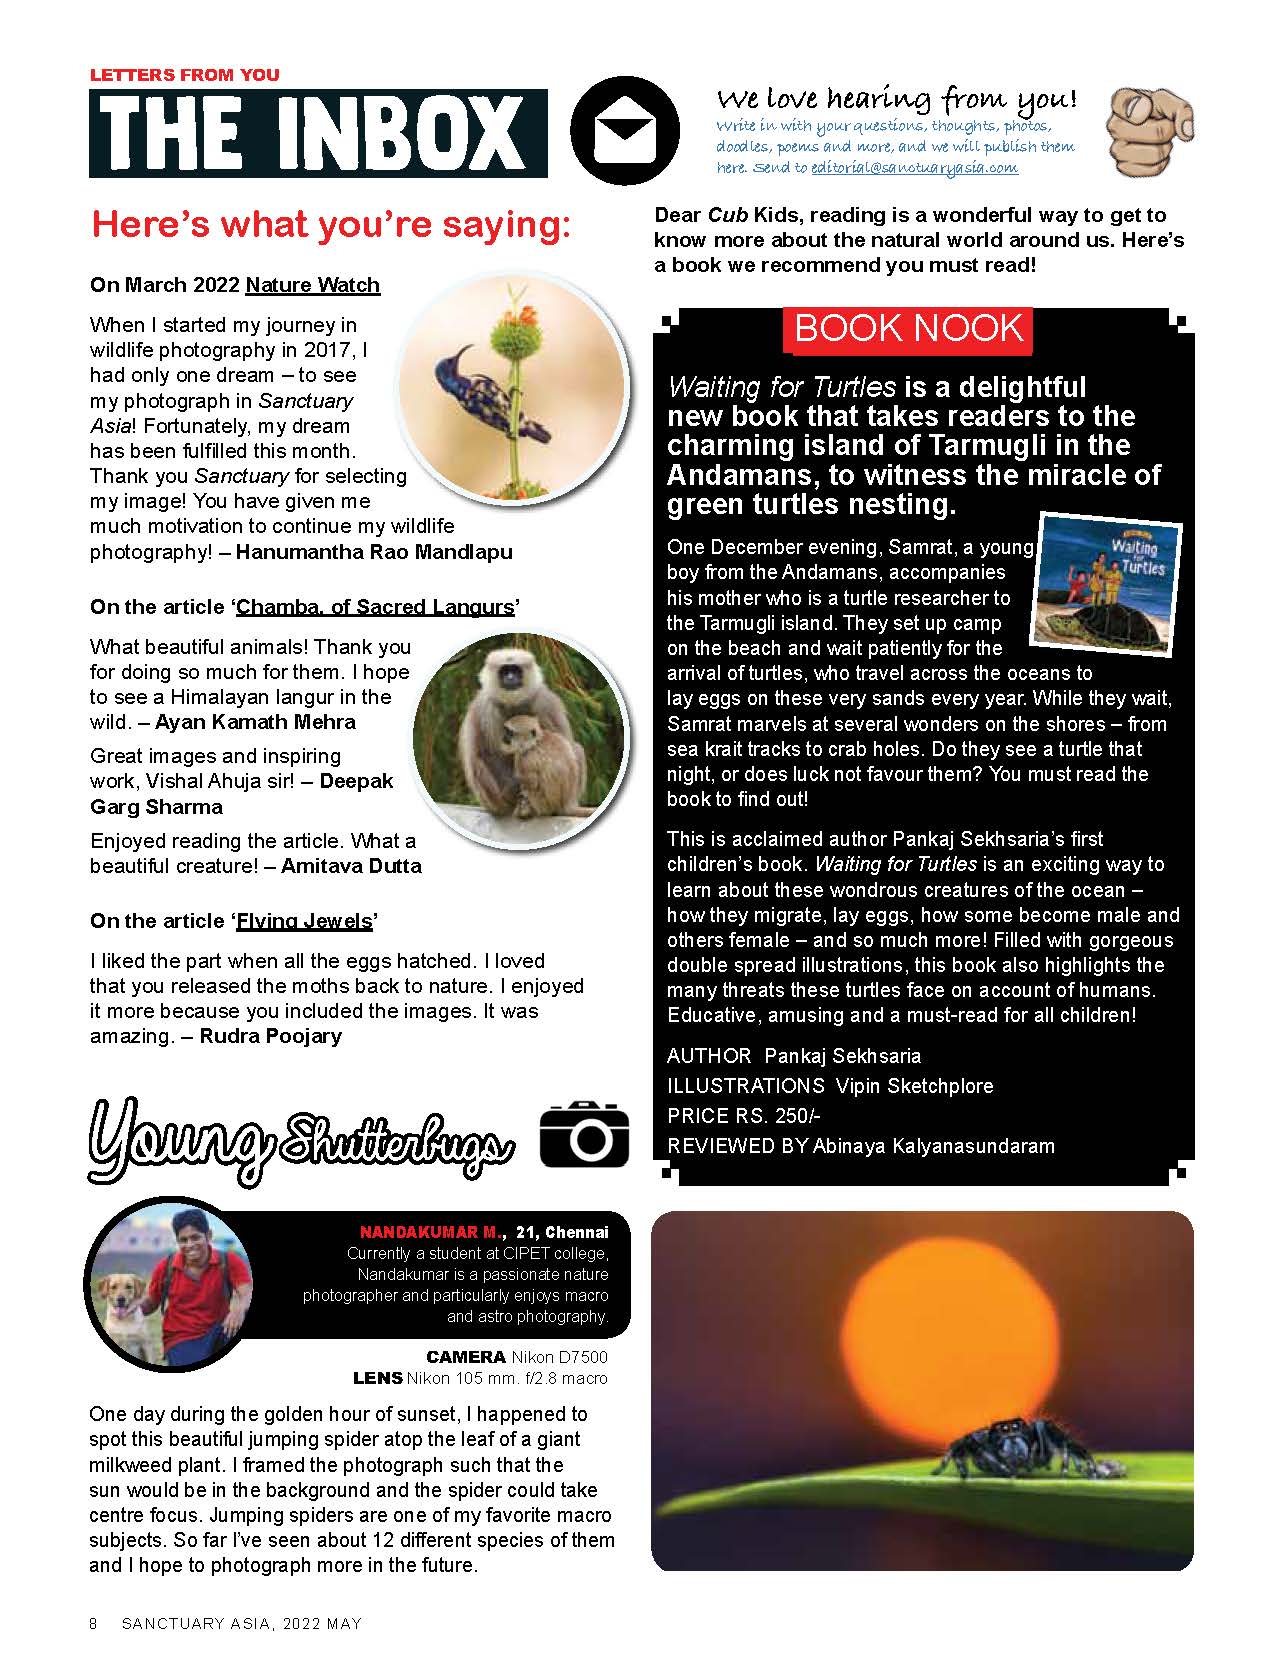 LETTERS FROM YOU
THE INBOX
We love hearing from you!
Write in with your questions, thoughts, photos,
doodles, poems and more, and we will publish them
here. Send to editorial@sanctuaryasia.com
Here's what you're saying:
On March 2022 Nature Watch
When I started my journey in
wildlife photography in 2017, I
had only one dream – to see
my photograph in Sanctuary
Asia! Fortunately, my dream
has been fulfilled this month.
Thank you Sanctuary for selecting
my image! You have given me
much motivation to continue my wildlife
photography! – Hanumantha Rao Mandlapu
On the article ‘Chamba, of Sacred Langurs’
What beautiful animals! Thank you
for doing so much for them. I hope
to see a Himalayan langur in the
wild. – Ayan Kamath Mehra
Great images and inspiring
work, Vishal Ahuja sir! – Deepak
Garg Sharma
Enjoyed reading the article. What a
beautiful creature! – Amitava Dutta
On the article ‘Flying Jewels’
I liked the part when all the eggs hatched. I loved
that you released the moths back to nature. I enjoyed
it more because you included the images. It was
amazing. – Rudra Poojary
Dear Cub Kids, reading is a wonderful way to get to
know more about the natural world around us. Here's
a book we recommend you must read!
BOOK NOOK
Waiting for Turtles is a delightful
new book that takes readers to the
charming island of Tarmugli in the
Andamans, to witness the miracle of
green turtles nesting.
One December evening, Samrat, a young
boy from the Andamans, accompanies
his mother who is a turtle researcher to
the Tarmugli island. They set up camp
on the beach and wait patiently for the
arrival of turtles, who travel across the oceans to
lay eggs on these very sands every year. While they wait,
Samrat marvels at several wonders on the shores – from
sea krait tracks to crab holes. Do they see a turtle that
night, or does luck not favour them? You must read the
book to find out!
Waiting
for
Turtles
This is acclaimed author Pankaj Sekhsaria's first
children's book. Waiting for Turtles is an exciting way to
learn about these wondrous creatures of the ocean –
how they migrate, lay eggs, how some become male and
others female – and so much more! Filled with gorgeous
double spread illustrations, this book also highlights the
many threats these turtles face on account of humans.
Educative, amusing and a must-read for all children!
AUTHOR Pankaj Sekhsaria
ILLUSTRATIONS Vipin Sketchplore
PRICE RS. 250/-
REVIEWED BY Abinaya Kalyanasundaram
Young Shutterbugs
NANDAKUMAR M., 21, Chennai
Currently a student at CIPET college,
Nandakumar is a passionate nature
photographer and particularly enjoys macro
and astro photography.
CAMERA Nikon D7500
LENS Nikon 105 mm. f/2.8 macro
One day during the golden hour of sunset, I happened to
spot this beautiful jumping spider atop the leaf of a giant
milkweed plant. I framed the photograph such that the
sun would be in the background and the spider could take
centre focus. Jumping spiders are one of my favorite macro
subjects. So far I've seen about 12 different species of them
and I hope to photograph more in the future.
8 SANCTUARY ASIA, 2022 MAY